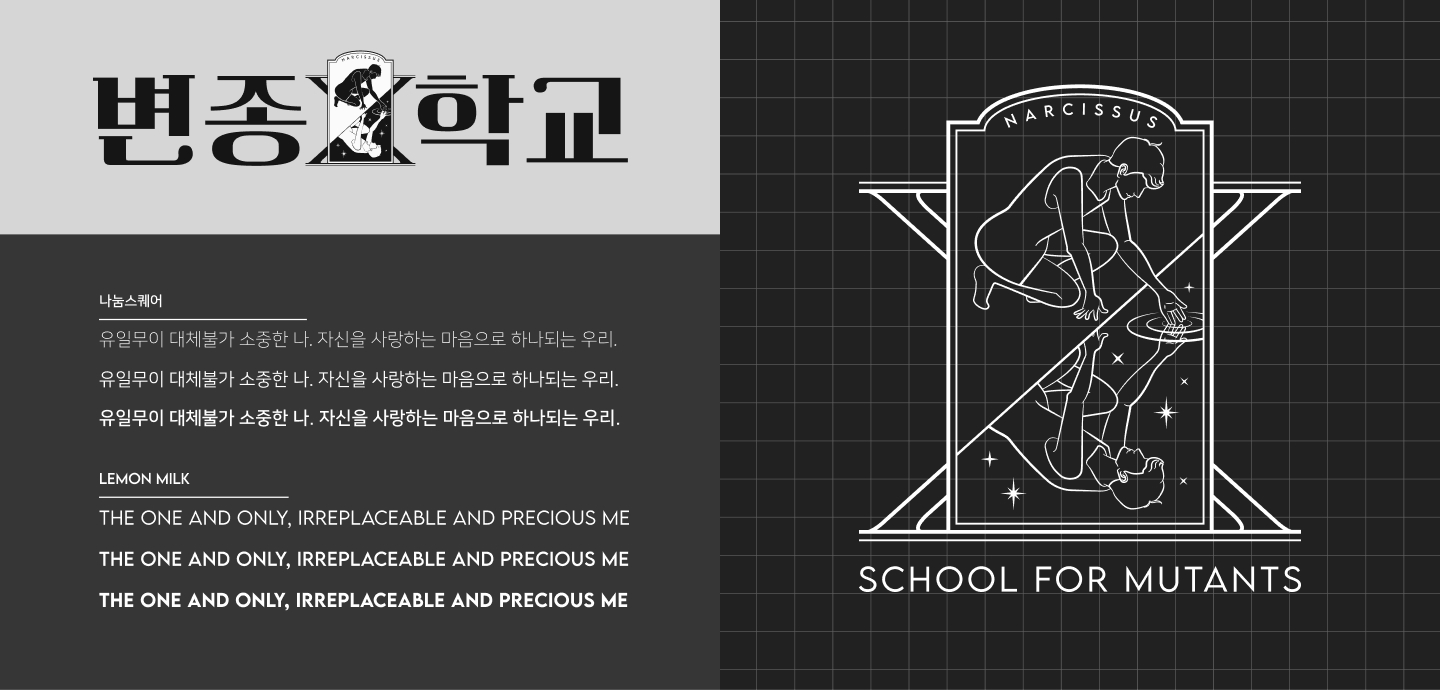 변종 학교
NARCISSUS
나눔스퀘어
유일무이 대체불가 소중한 나. 자신을 사랑하는 마음으로 하나되는 우리.
유일무이 대체불가 소중한 나. 자신을 사랑하는 마음으로 하나되는 우리.
유일무이 대체불가 소중한 나. 자신을 사랑하는 마음으로 하나되는 우리.
LEMON MILK
THE ONE AND ONLY, IRREPLACEABLE AND PRECIOUS ME
THE ONE AND ONLY, IRREPLACEABLE AND PRECIOUS ME
THE ONE AND ONLY, IRREPLACEABLE AND PRECIOUS ME
NARCISSUS
SCHOOL FOR MUTANTS